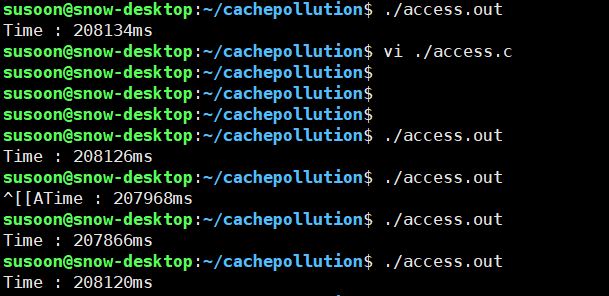 susoon@snow-desktop:~/cachepollution$ ./access.out
Time : 208134ms
susoon@snow-desktop:~/cachepollution$ vi ./access.c
susoon@snow-desktop:~/cachepollution$
susoon@snow-desktop:~/cachepollution$
susoon@snow-desktop:~/cachepollution$
susoon@snow-desktop:~/cachepollution$ ./access.out
Time : 208126ms
susoon@snow-desktop:~/cachepollution$ ./access.out
^[[ATime : 207968ms
susoon@snow-desktop:~/cachepollution$ ./access.out
Time : 207866ms
susoon@snow-desktop:~/cachepollution$ ./access.out
Time : 208120ms